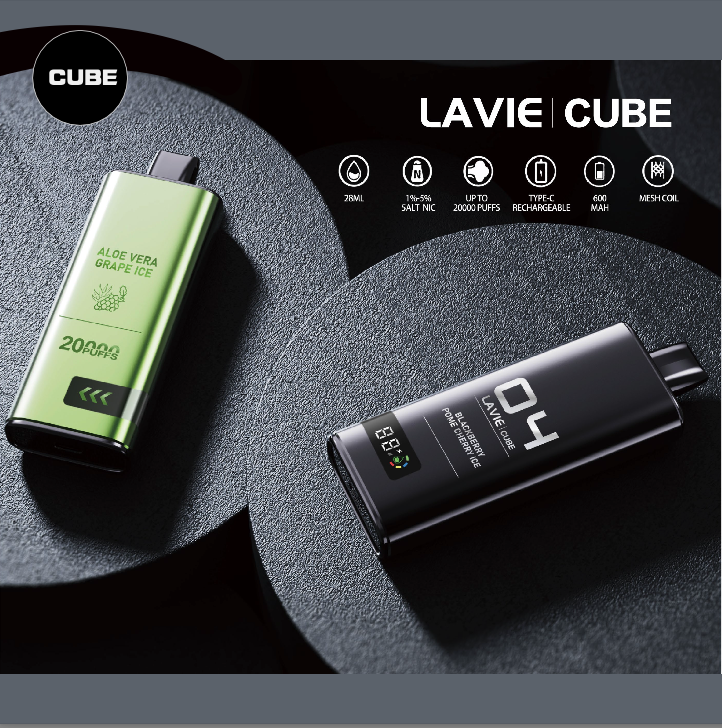 CUBE
LAVIE | CUBE
28ML
1%-5%
SALT NIC
UP TO
20000 PUFFS
TYPE-C
RECHARGEABLE
600
MAH
MESH COIL
ALOE VERA
GRAPE ICE
20000
PUFFS
04
LAVIE | CUBE
BLACKBERRY
POME CHERRY ICE
88